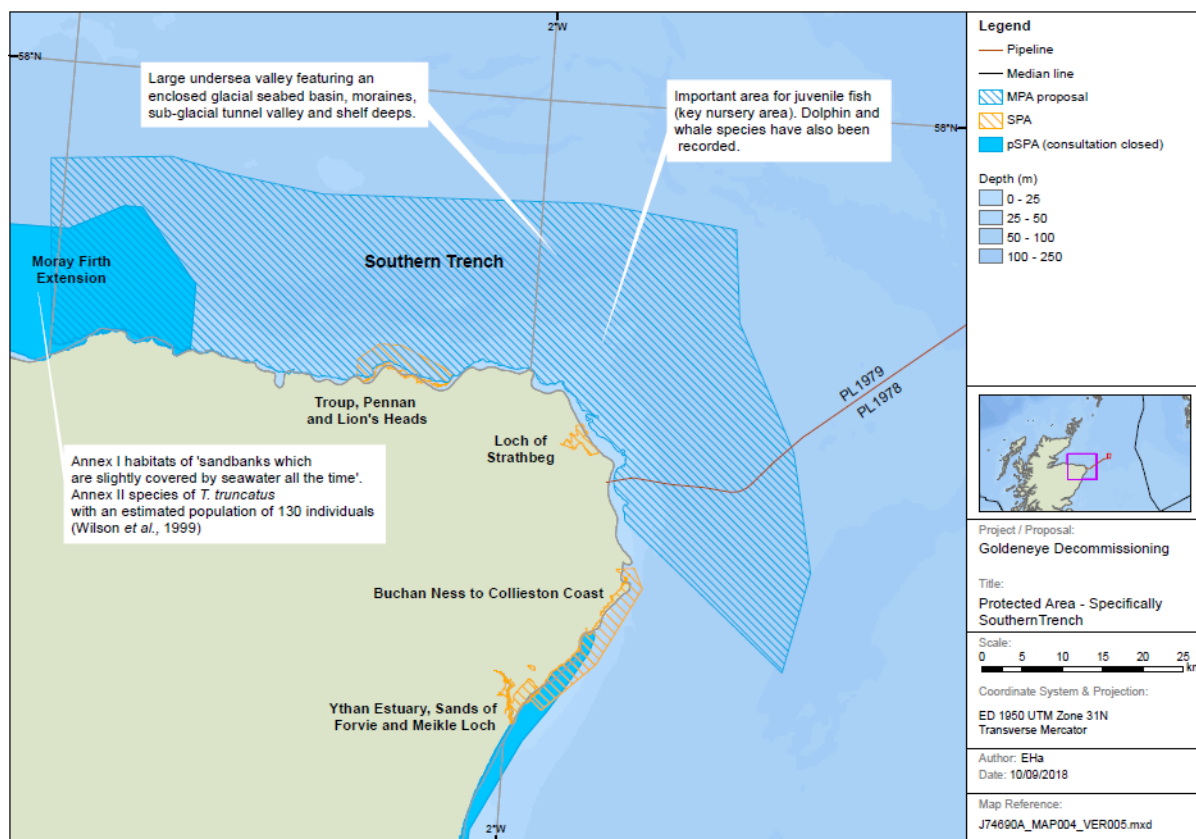 2°W
58°N
Large undersea valley featuring an
enclosed glacial seabed basin, moraines,
sub-glacial tunnel valley and shelf deeps.
Important area for juvenile fish
(key nursery area). Dolphin and
whale species have also been
recorded.
58°N
Moray Firth
Extension
Southern Trench
PL1979
PL1978
Troup, Pennan
and Lion's Heads
Loch of
Strathbeg
Annex I habitats of 'sandbanks which
are slightly covered by seawater all the time'.
Annex II species of T. truncatus
with an estimated population of 130 individuals
(Wilson et al., 1999)
Buchan Ness to Collieston Coast
Ythan Estuary, Sands of
Forvie and Meikle Loch
2°W
Legend
Pipeline
Median line
MPA proposal
SPA
pSPA (consultation closed)
Depth (m)
0 - 25
25 - 50
50 - 100
100 - 250
Project / Proposal:
Goldeneye Decommissioning
Title:
Protected Area - Specifically
SouthernTrench
Scale:
0 5 10 15 20 25
km
Coordinate System & Projection:
ED 1950 UTM Zone 31N
Transverse Mercator
Author: EHa
Date: 10/09/2018
Map Reference:
J74690A_MAP004_VER005.mxd